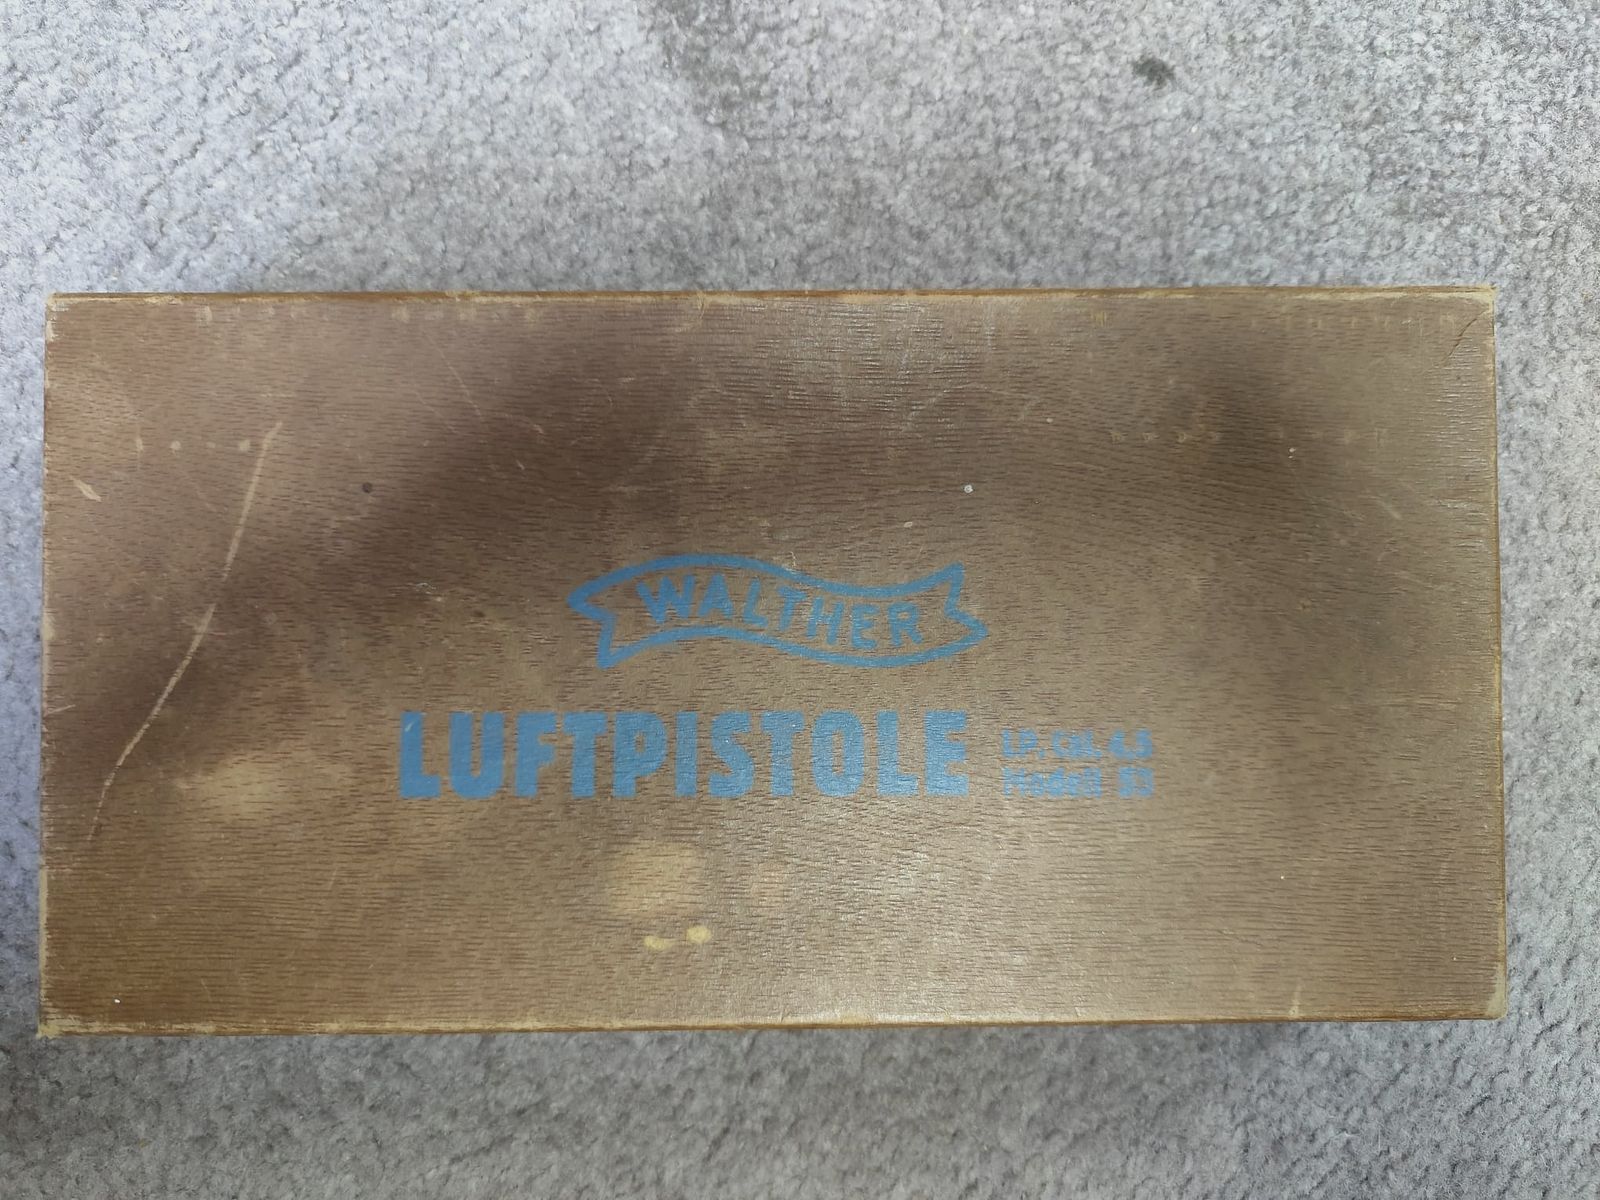 WALTHER
LUFTPISTOLE
LP. Cal. 4,5
Modell 53